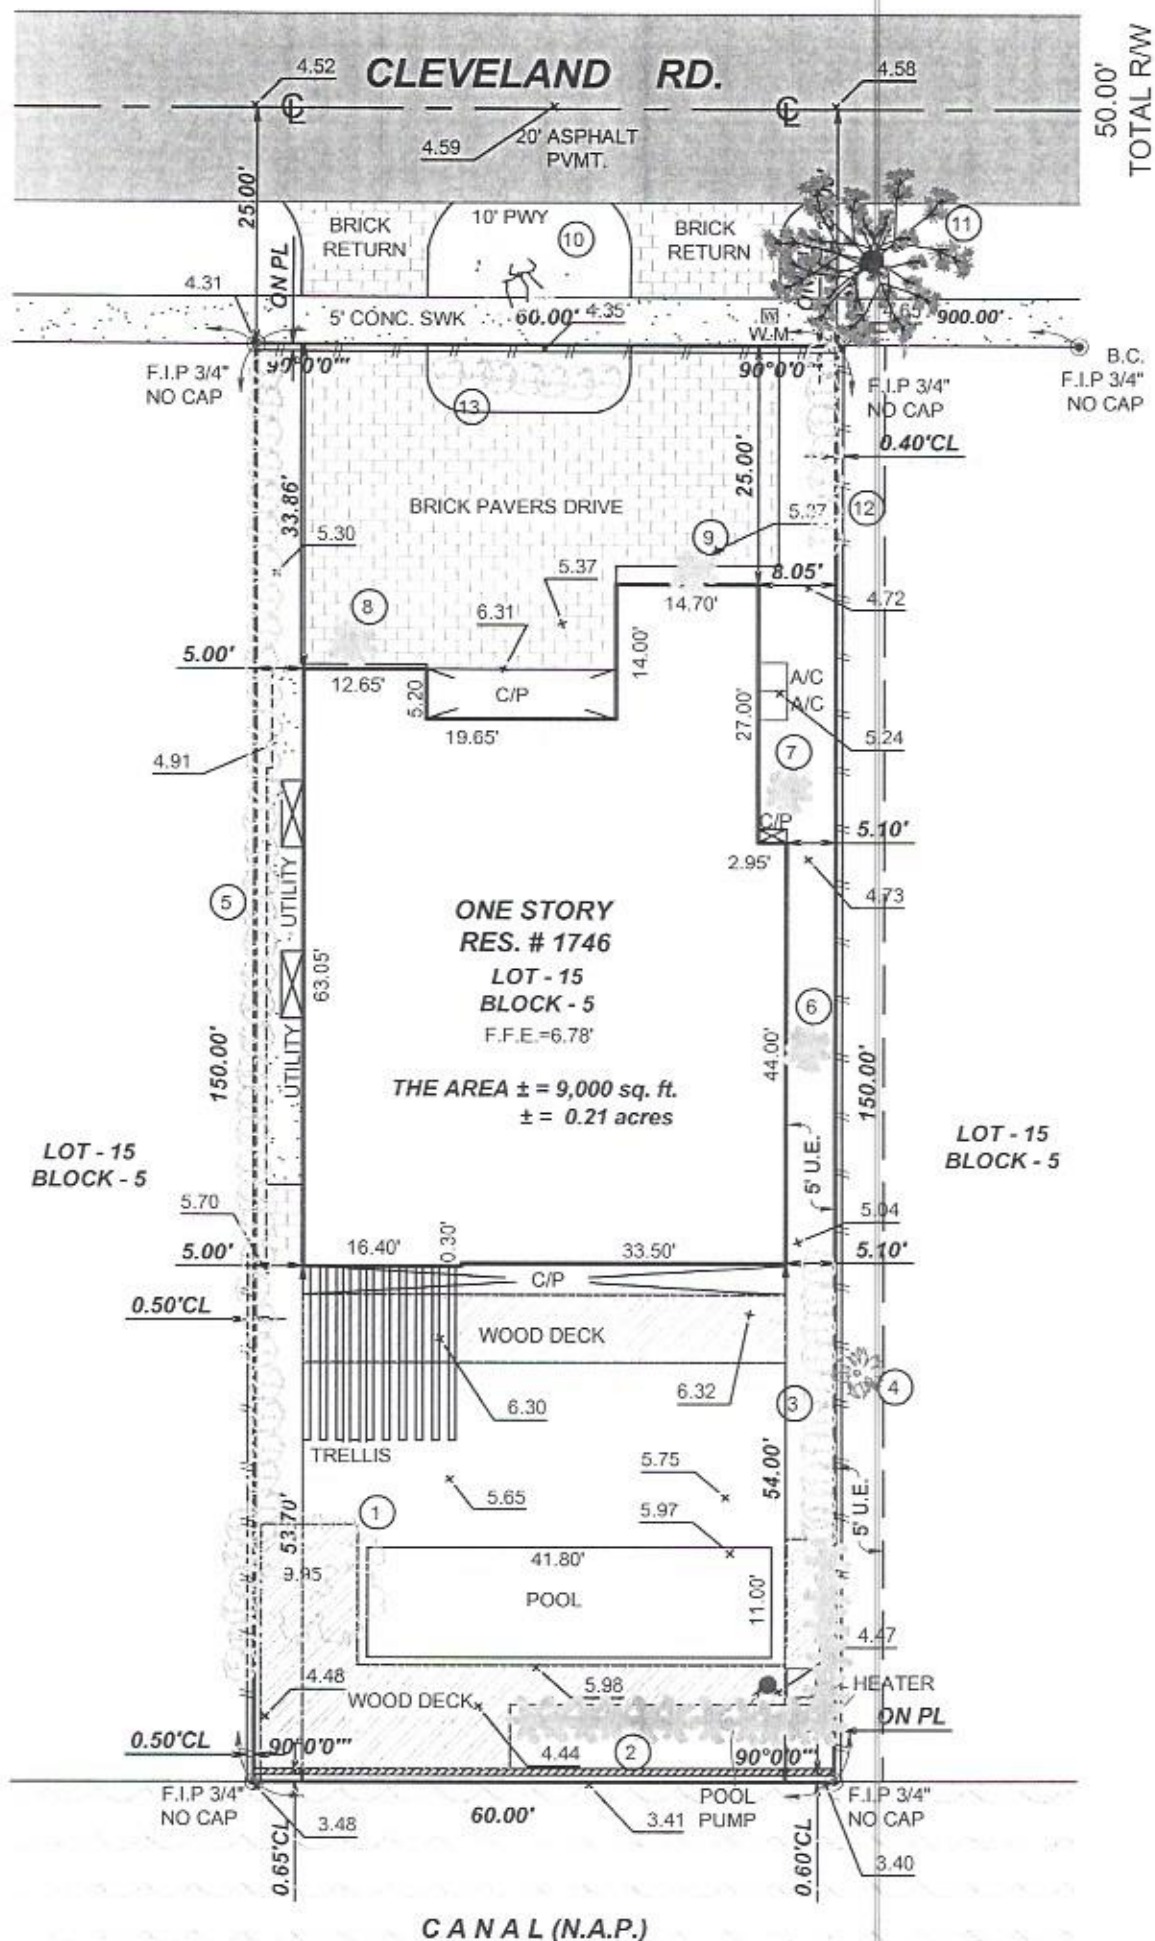 50.00'
TOTAL R/W
4.52
CLEVELAND RD.
4.58
CL
CL
4.59
20' ASPHALT
PVMT.
25.00'
BRICK
RETURN
10' PWY
10
BRICK
RETURN
11
ON PL
4.31
5' CONC. SWK
60.00'
4.35'
W
W.M.
4.65
900.00'
90°0'0"'
90°0'0"
F.I.P 3/4"
NO CAP
F.I.P 3/4"
NO CAP
B.C.
F.I.P 3/4"
NO CAP
13
0.40'CL
25.00'
33.86'
BRICK PAVERS DRIVE
12
5.30
9
5.37
8.05'
8
6.31
14.70'
4.72
5.00'
14.00'
12.65'
5.20
C/P
A/C
A/C
27.00'
19.65'
5.24
4.91
7
C/P
5.10'
2.95'
4.73
UTILITY
5
63.05'
ONE STORY
RES. # 1746
LOT - 15
BLOCK - 5
F.F.E.=6.78'
6
UTILITY
150.00'
44.00'
150.00'
THE AREA ± = 9,000 sq. ft.
± = 0.21 acres
LOT - 15
BLOCK - 5
LOT - 15
BLOCK - 5
5' U.E.
5.70
5.04
5.00'
16.40'
0.30'
33.50'
5.10'
C/P
0.50'CL
WOOD DECK
6.30
6.32
3
4
TRELLIS
5.75
54.00'
5.65
1
5.97
5' U.E.
53.70'
9.95
41.80'
POOL
11.00'
4.47
4.48
WOOD DECK
5.98
HEATER
ON PL
0.50'CL
90°0'0"'
4.44
2
90°0'0"'
F.I.P 3/4"
NO CAP
60.00'
3.41
POOL
PUMP
F.I.P 3/4"
NO CAP
3.48
0.65'CL
0.60'CL
3.40
CANAL (N.A.P.)